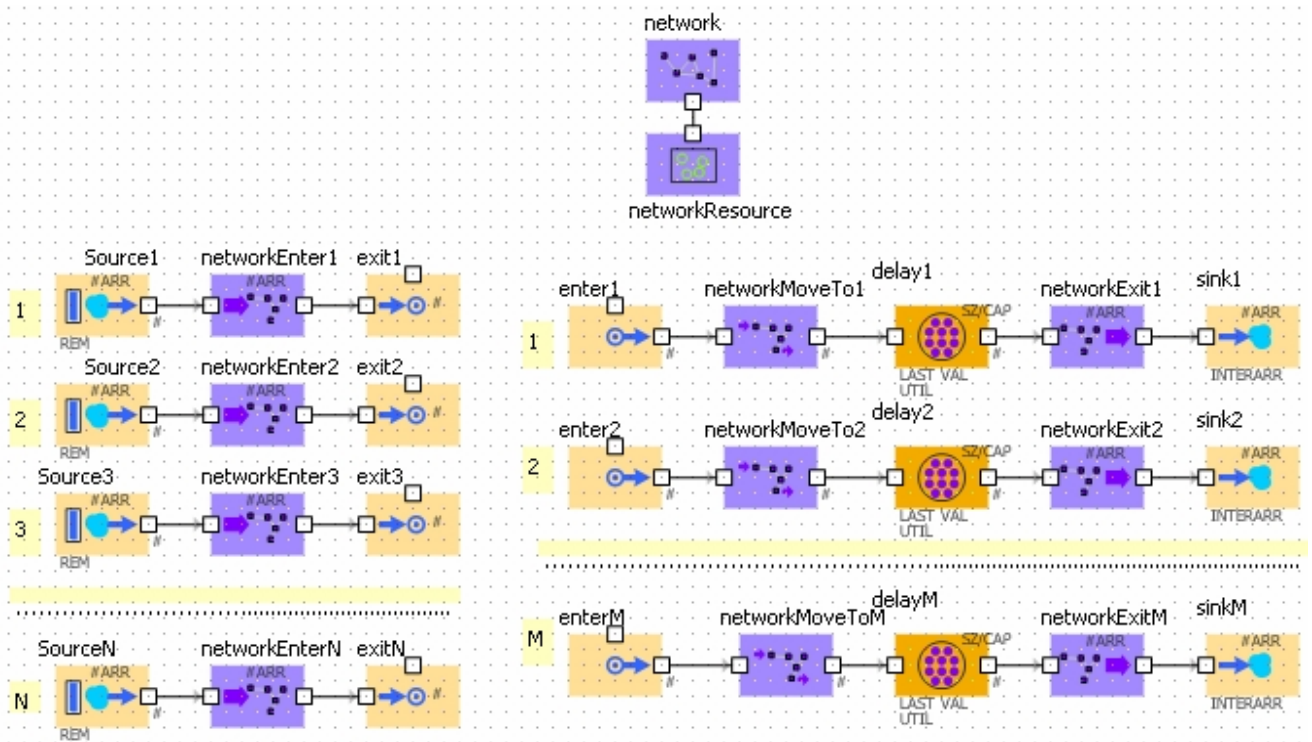 network
networkResource
Source1 networkEnter1 exit1
#ARR #ARR
1
#
#
REM
Source2 networkEnter2 exit2
#ARR #ARR
2
#
#
REM
Source3 networkEnter3 exit3
#ARR #ARR
3
#
#
REM
SourceN networkEnterN exitN
#ARR #ARR
N
#
#
REM
enter1 networkMoveTo1 delay1 networkExit1 sink1
SZ/CAP #ARR #ARR
1
# # #
LAST VAL INTERARR
UTIL
enter2 networkMoveTo2 delay2 networkExit2 sink2
SZ/CAP #ARR #ARR
2
# # #
LAST VAL INTERARR
UTIL
enterM networkMoveToM delayM networkExitM sinkM
SZ/CAP #ARR #ARR
M
# # #
LAST VAL INTERARR
UTIL